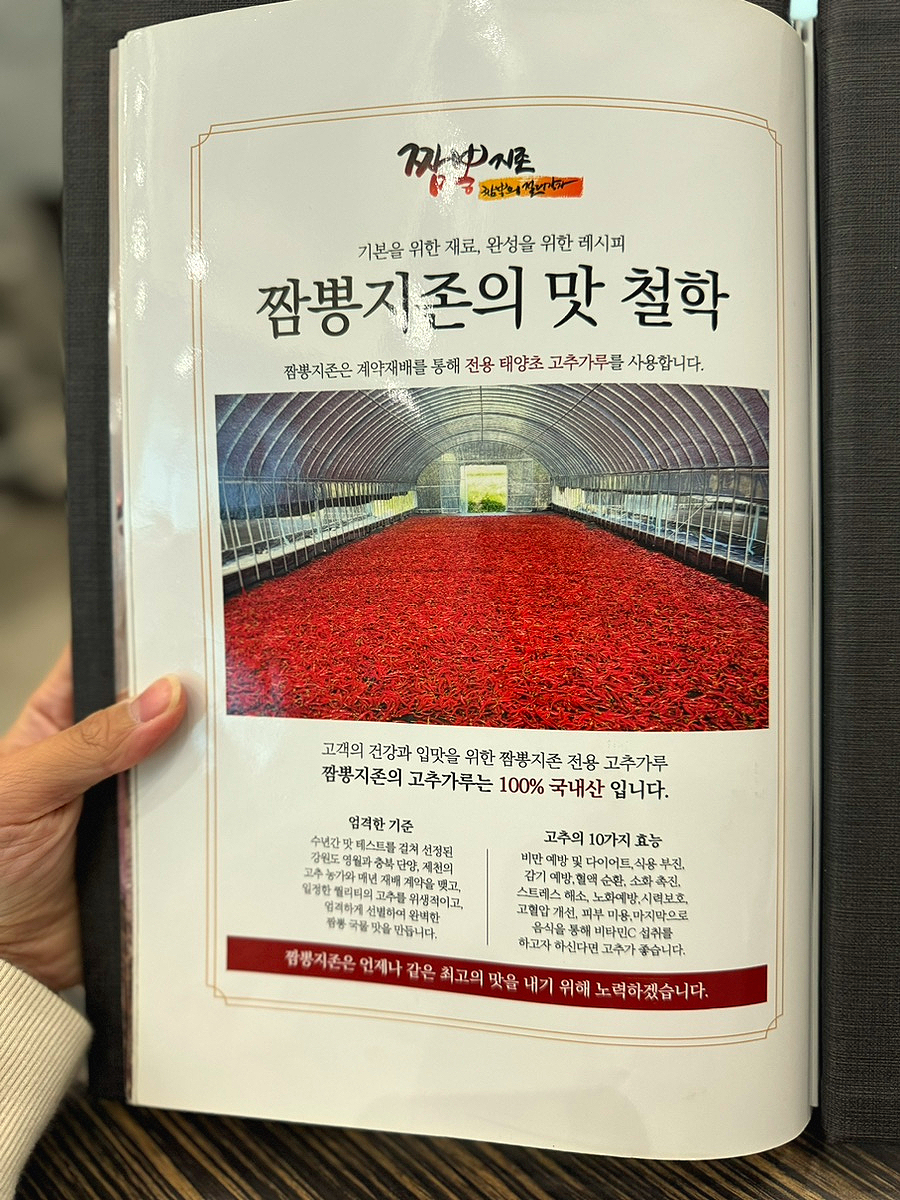 짬뽕지존
짬뽕의 절대강자
기본을 위한 재료, 완성을 위한 레시피
짬뽕지존의 맛 철학
짬뽕지존은 계약재배를 통해 전용 태양초 고추가루를 사용합니다.
고객의 건강과 입맛을 위한 짬뽕지존 전용 고추가루
짬뽕지존의 고추가루는 100% 국내산 입니다.
엄격한 기준
수년간 맛 테스트를 걸쳐 선정된
강원도 영월과 충북 단양, 제천의
고추 농가와 매년 재배 계약을 맺고,
일정한 퀄리티의 고추를 위생적이고,
엄격하게 선별하여 완벽한
짬뽕 국물 맛을 만듭니다.
고추의 10가지 효능
비만 예방 및 다이어트, 식용 부진,
감기 예방, 혈액 순환, 소화 촉진,
스트레스 해소, 노화예방, 시력보호,
고혈압 개선, 피부 미용, 마지막으로
음식을 통해 비타민C 섭취를
하고자 하신다면 고추가 좋습니다.
짬뽕지존은 언제나 같은 최고의 맛을 내기 위해 노력하겠습니다.